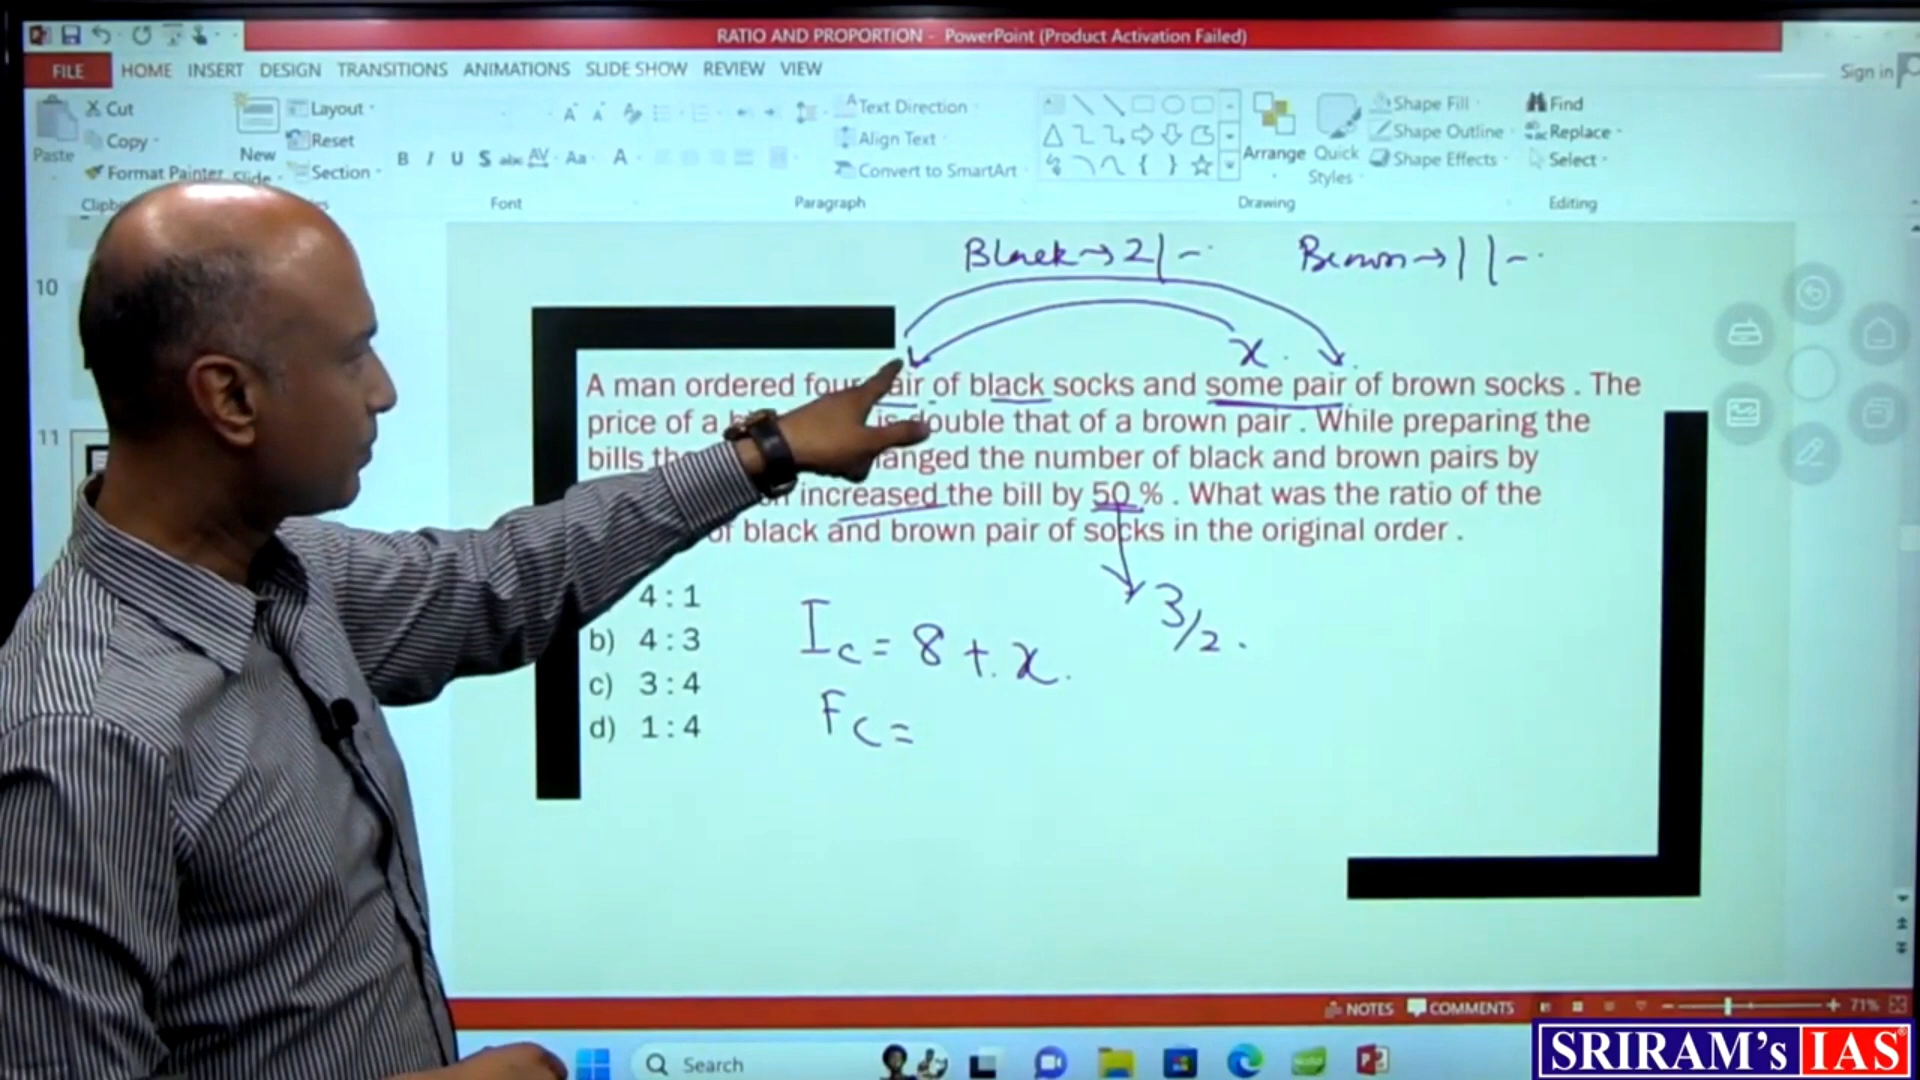 RATIO AND PROPORTION - PowerPoint (Product Activation Failed)
FILE HOME INSERT DESIGN TRANSITIONS ANIMATIONS SLIDE SHOW REVIEW VIEW
Sign in
Cut
Copy
Format Painter
Paste
New
Layout
Reset
Section
Font
B I U S abc AV Aa A
Text Direction
Align Text
Convert to SmartArt
Paragraph
Arrange
Quick
Styles
Drawing
Shape Fill
Shape Outline
Shape Effects
Find
Replace
Select
Editing
10
11
Black → 2/- Brown → 1/-
x
A man ordered four pair of black socks and some pair of brown socks . The
price of a is double that of a brown pair . While preparing the
bills the number of black and brown pairs by
increased the bill by 50 % . What was the ratio of the
of black and brown pair of socks in the original order .
4 : 1
b) 4 : 3
c) 3 : 4
d) 1 : 4
3/2
Ic = 8 + x
Fc =
NOTES COMMENTS 71%
Search
SRIRAM's IAS